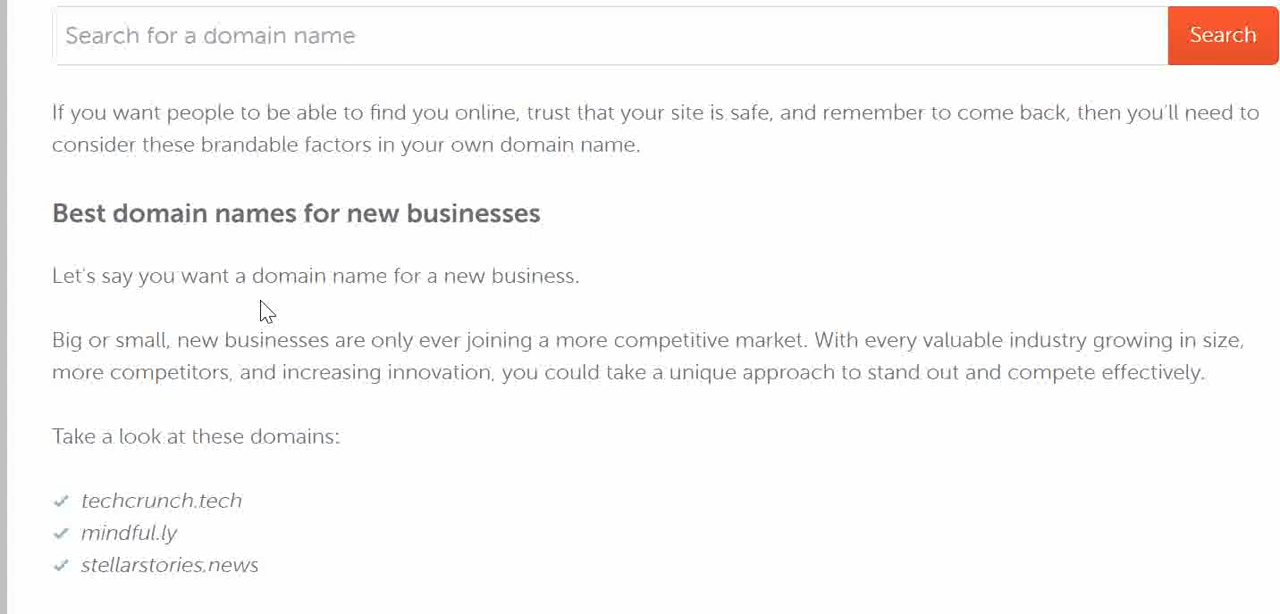 Search for a domain name
Search
If you want people to be able to find you online, trust that your site is safe, and remember to come back, then you'll need to
consider these brandable factors in your own domain name.
Best domain names for new businesses
Let's say you want a domain name for a new business.
Big or small, new businesses are only ever joining a more competitive market. With every valuable industry growing in size,
more competitors, and increasing innovation, you could take a unique approach to stand out and compete effectively.
Take a look at these domains:
techcrunch.tech
mindful.ly
stellarstories.news